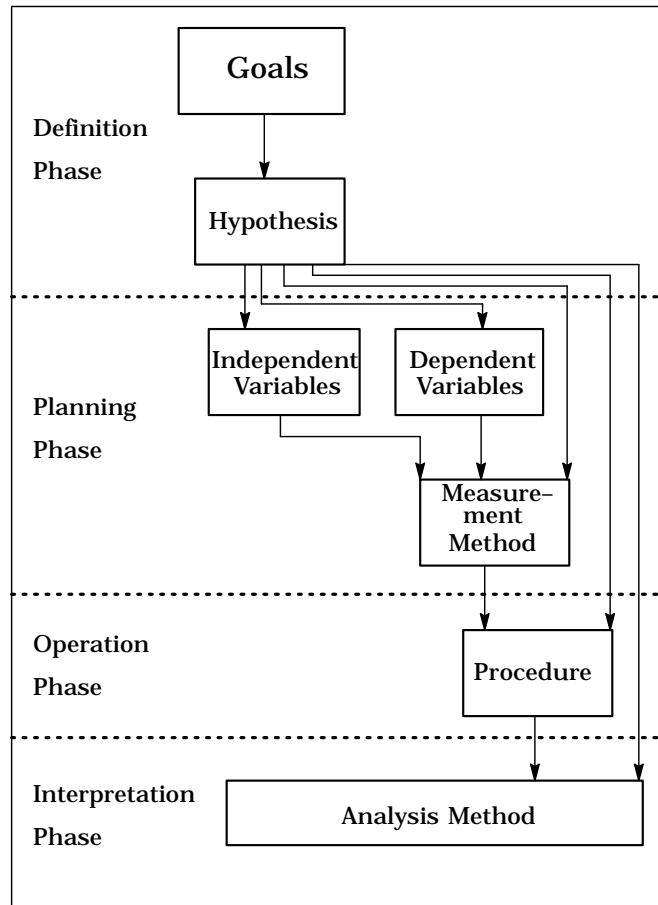 Goals
Definition
Phase
Hypothesis
Independent
Variables
Dependent
Variables
Planning
Phase
Measure–
ment
Method
Operation
Phase
Procedure
Interpretation
Phase
Analysis Method